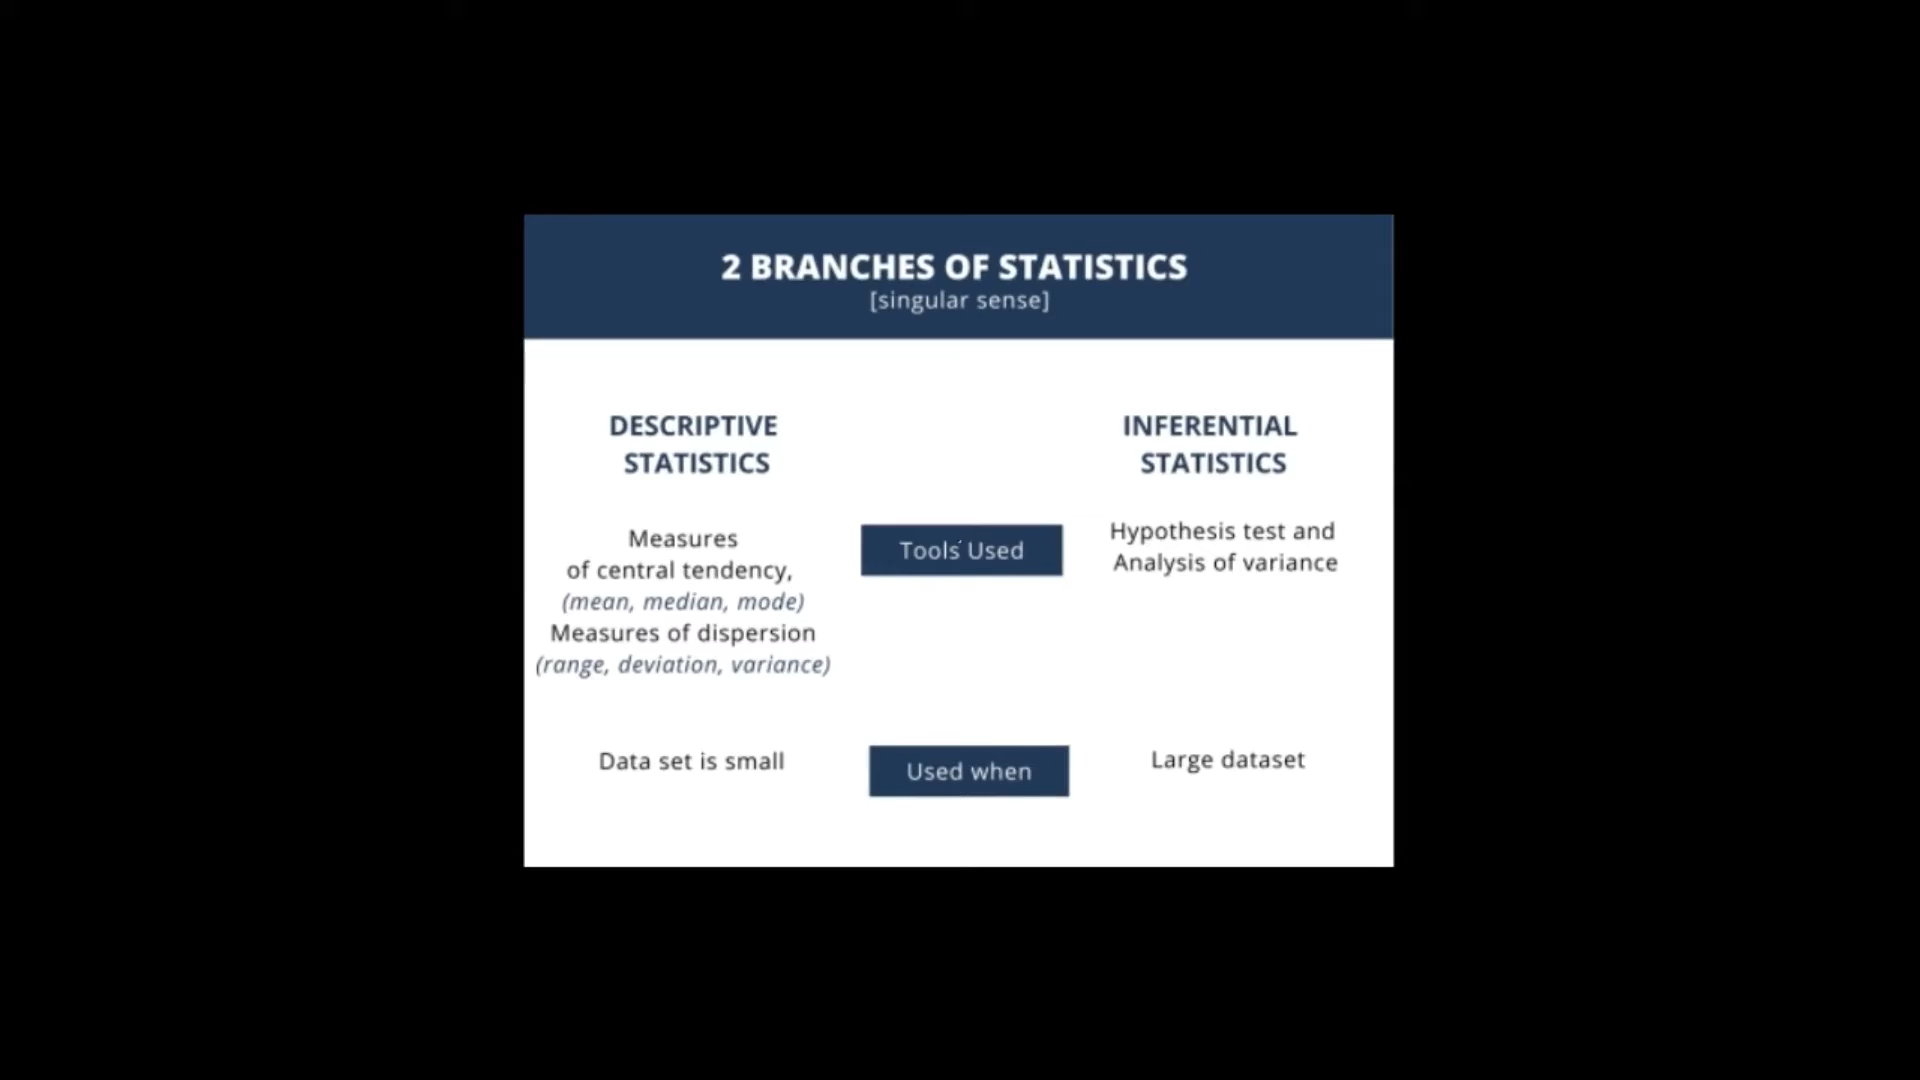 2 BRANCHES OF STATISTICS
[singular sense]
DESCRIPTIVE
STATISTICS
INFERENTIAL
STATISTICS
Measures
of central tendency,
(mean, median, mode)
Measures of dispersion
(range, deviation, variance)
Tools Used
Hypothesis test and
Analysis of variance
Data set is small
Used when
Large dataset